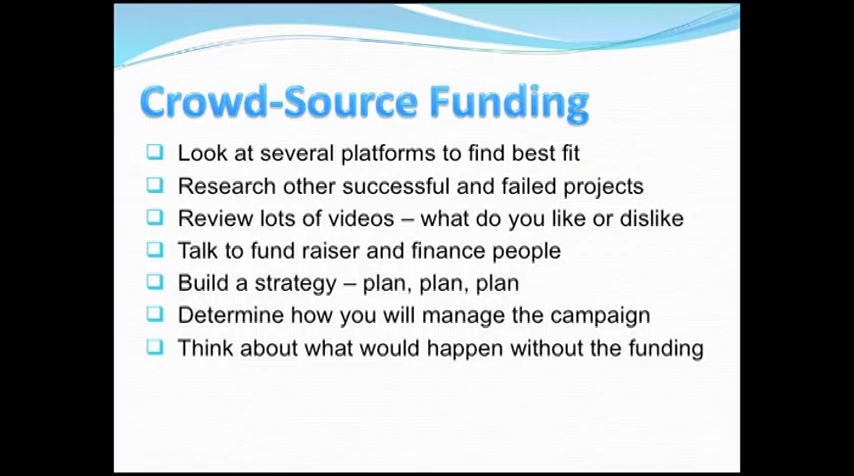 Crowd-Source Funding
Look at several platforms to find best fit
Research other successful and failed projects
Review lots of videos – what do you like or dislike
Talk to fund raiser and finance people
Build a strategy – plan, plan, plan
Determine how you will manage the campaign
Think about what would happen without the funding